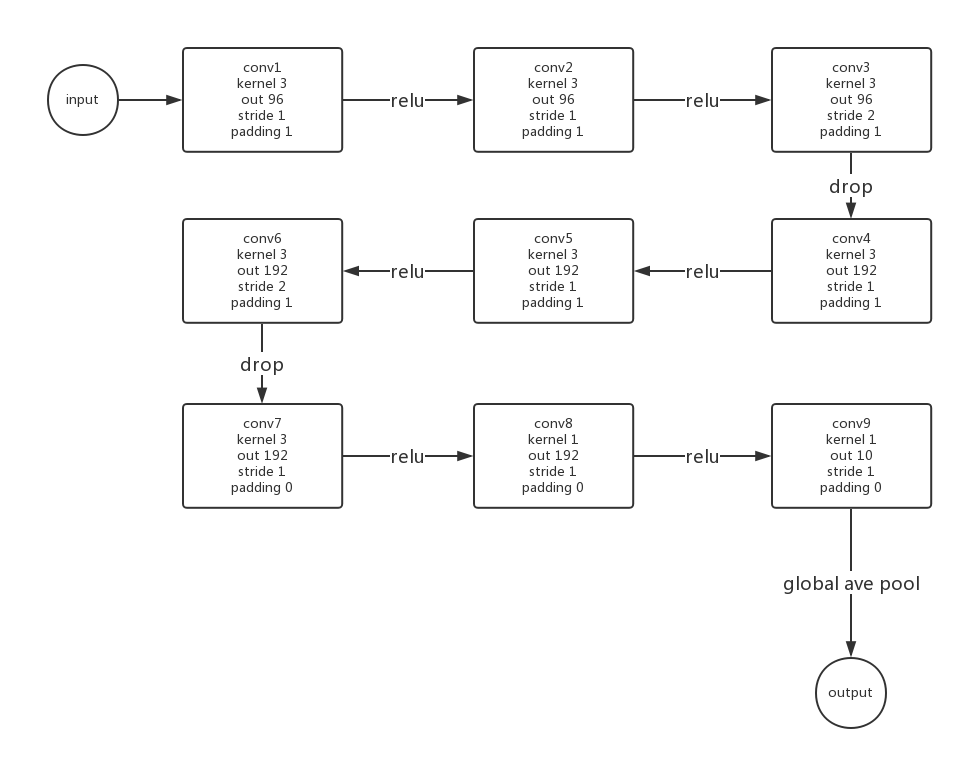 input
conv1
kernel 3
out 96
stride 1
padding 1
relu
conv2
kernel 3
out 96
stride 1
padding 1
relu
conv3
kernel 3
out 96
stride 2
padding 1
drop
conv4
kernel 3
out 192
stride 1
padding 1
relu
conv5
kernel 3
out 192
stride 1
padding 1
relu
conv6
kernel 3
out 192
stride 2
padding 1
drop
conv7
kernel 3
out 192
stride 1
padding 0
relu
conv8
kernel 1
out 192
stride 1
padding 0
relu
conv9
kernel 1
out 10
stride 1
padding 0
global ave pool
output